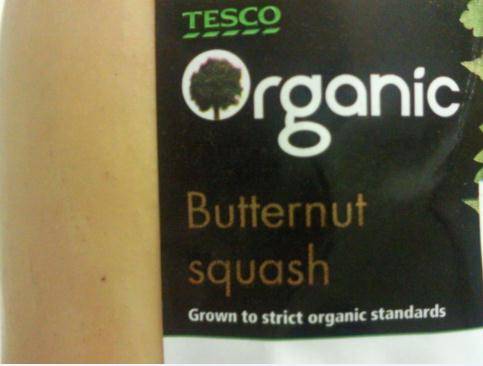 TESCO
Organic
Butternut
squash
Grown to strict organic standards